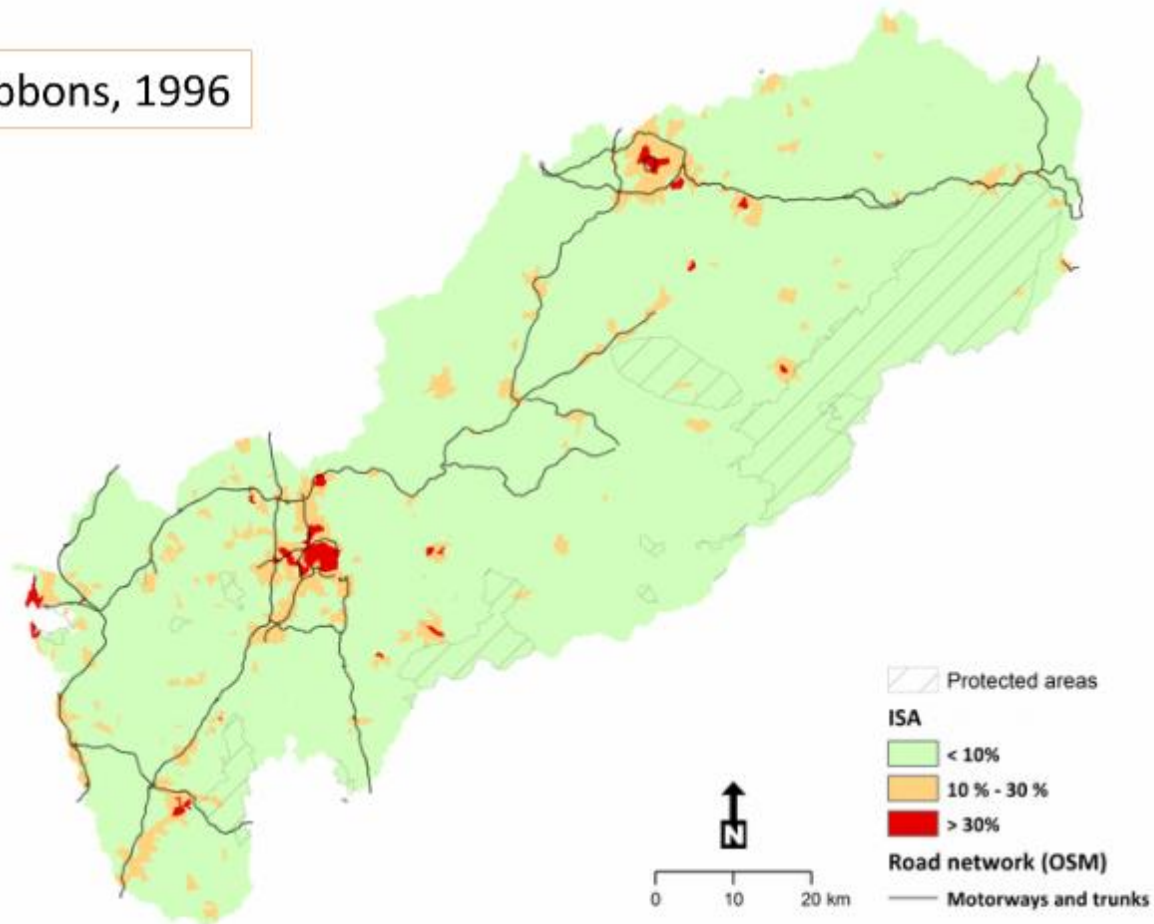 bbons, 1996
Protected areas
ISA
< 10%
10 % - 30 %
> 30%
Road network (OSM)
Motorways and trunks
N
0 10 20 km